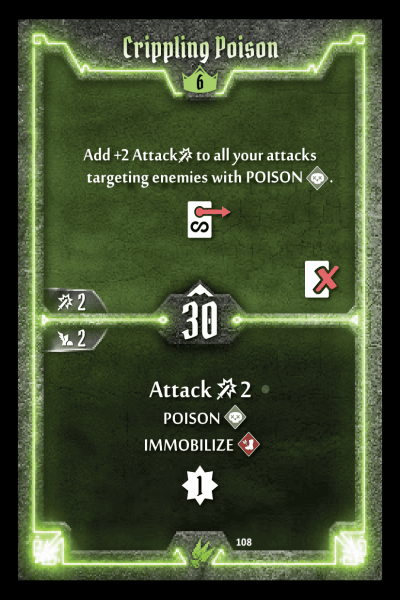 Crippling Poison
6
Add +2 Attack to all your attacks
targeting enemies with POISON .
2
30
2
Attack 2
POISON
IMMOBILIZE
1
108